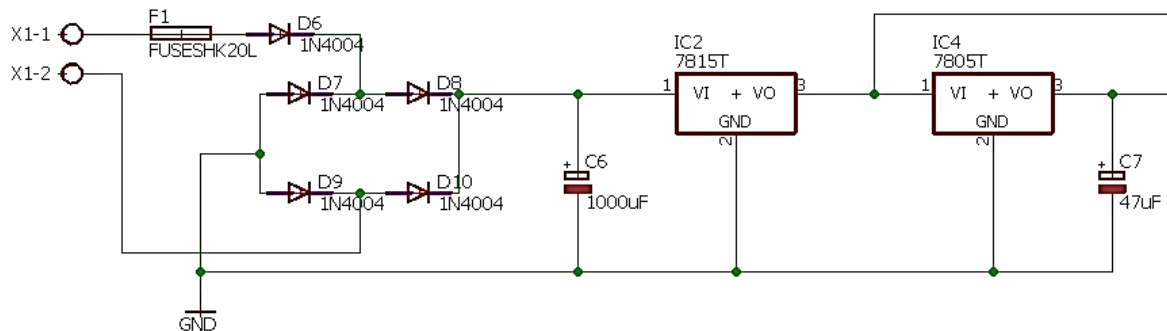 X1-1
F1
FUSESHK20L
D6
1N4004
X1-2
D7
1N4004
D8
1N4004
IC2
7815T
1
VI + VO
3
GND
2
IC4
7805T
1
VI + VO
3
GND
2
D9
1N4004
D10
1N4004
+
C6
1000uF
+
C7
47uF
GND